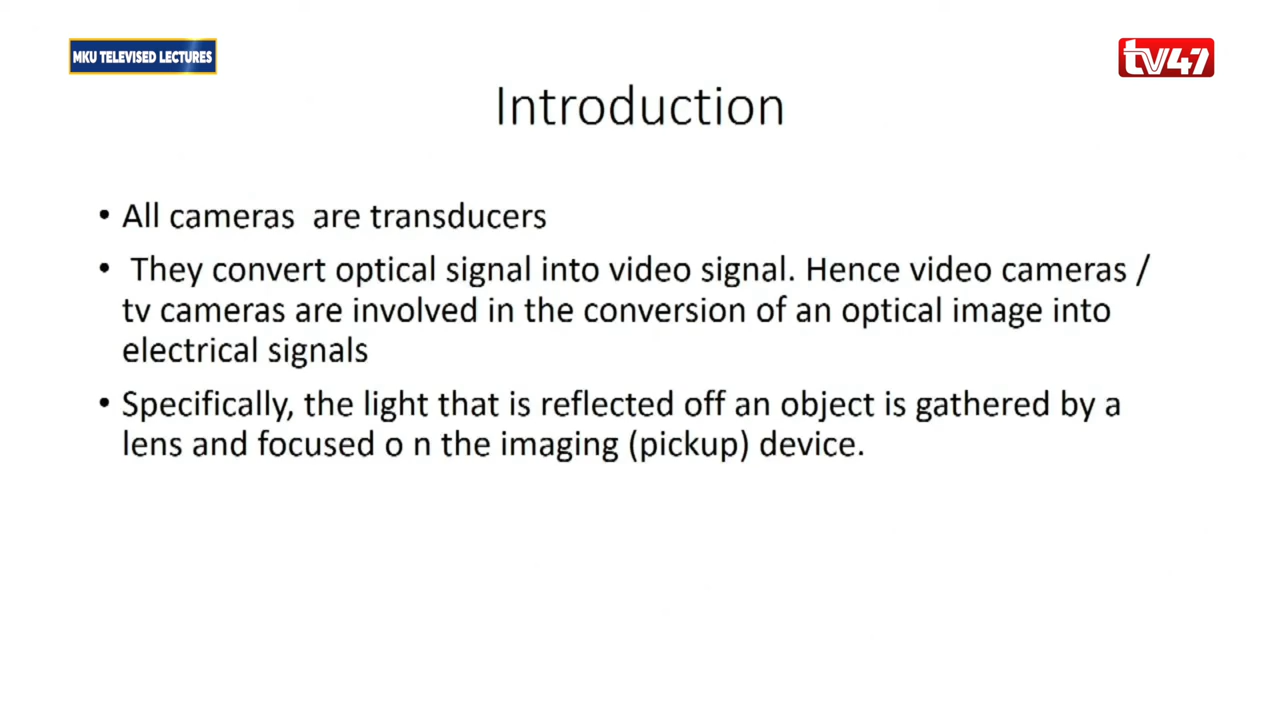 MKU TELEVISED LECTURES
tv47
Introduction
• All cameras  are transducers
•  They convert optical signal into video signal. Hence video cameras /
tv cameras are involved in the conversion of an optical image into
electrical signals
• Specifically, the light that is reflected off an object is gathered by a
lens and focused o n the imaging (pickup) device.